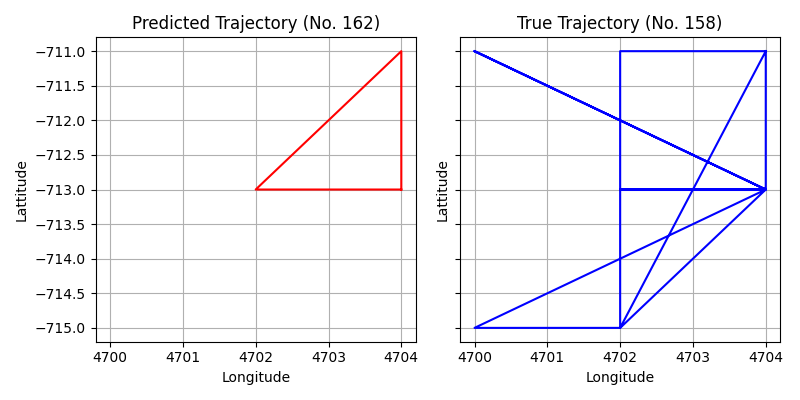 Predicted Trajectory (No. 162)
True Trajectory (No. 158)
Lattitude
−711.0
−711.5
−712.0
−712.5
−713.0
−713.5
−714.0
−714.5
−715.0
4700 4701 4702 4703 4704
Longitude
Lattitude
4700 4701 4702 4703 4704
Longitude